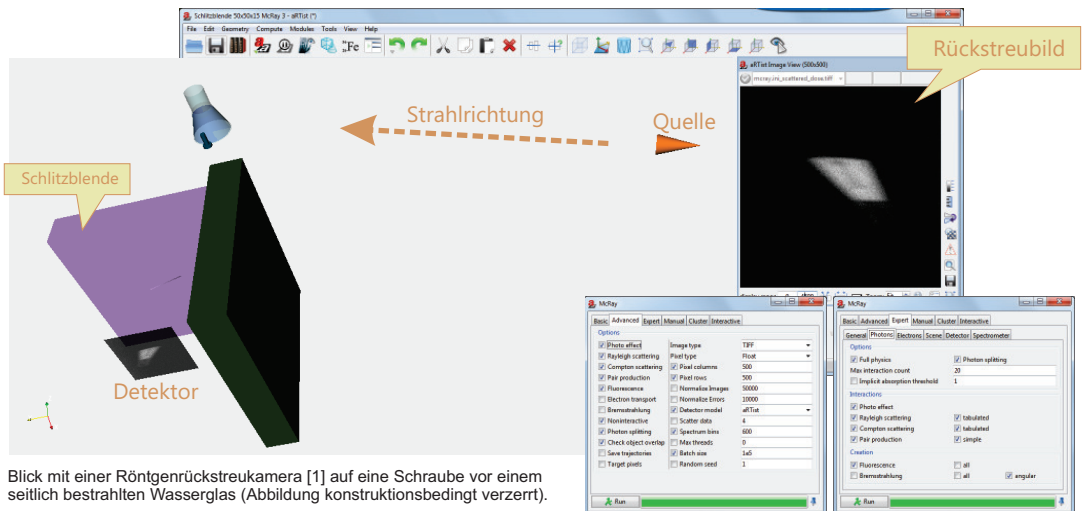 Schlitzblende 50x50x15 McRay 3 - aRTist (*)
File Edit Geometry Compute Modules Tools View Help
Fe
Rückstreubild
aRTist Image View (500x500)
mcray.ini_scattered_dose.tiff
Strahlrichtung
Quelle
Schlitzblende
Detektor
Blick mit einer Röntgenrückstreukamera [1] auf eine Schraube vor einem
seitlich bestrahlten Wasserglas (Abbildung konstruktionsbedingt verzerrt).
McRay
Basic Advanced Expert Manual Cluster Interactive
Options
Photo effect Image type TIFF
Rayleigh scattering Pixel type Float
Compton scattering Pixel columns 500
Pair production Pixel rows 500
Fluorescence Normalize Images 50000
Electron transport Normalize Errors 10000
Bremsstrahlung Detector model aRTist
Noninteractive Scatter data 4
Photon splitting Spectrum bins 600
Check object overlap Max threads 0
Save trajectories Batch size 1e5
Target pixels Random seed 1
Run
McRay
Basic Advanced Expert Manual Cluster Interactive
General Photons Electrons Scene Detector Spectrometer
Options
Full physics Photon splitting
Max interaction count 20
Implicit absorption threshold 1
Interactions
Photo effect
Rayleigh scattering tabulated
Compton scattering tabulated
Pair production simple
Creation
Fluorescence all
Bremsstrahlung all angular
Run